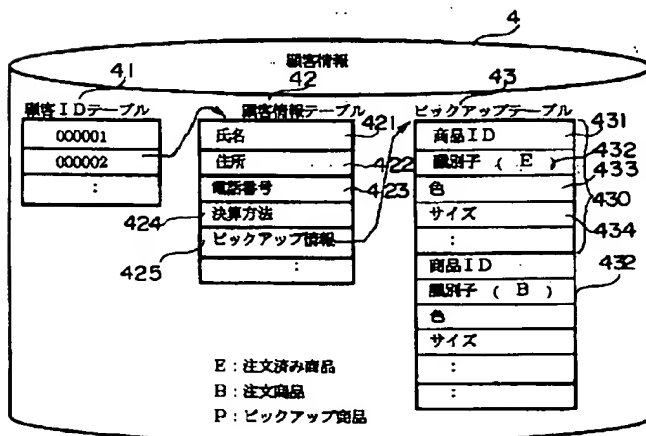 4
顧客情報
41
42
43
顧客IDテーブル
顧客情報テーブル
ピックアップテーブル
000001
000002
:
氏名
421
住所
422
電話番号
423
424
決算方法
425
ピックアップ情報
:
商品ID
431
識別子 ( E )
432
433
色
430
サイズ
434
:
商品ID
識別子 ( B )
432
色
サイズ
:
:
E:注文済み商品
B:注文商品
P:ピックアップ商品